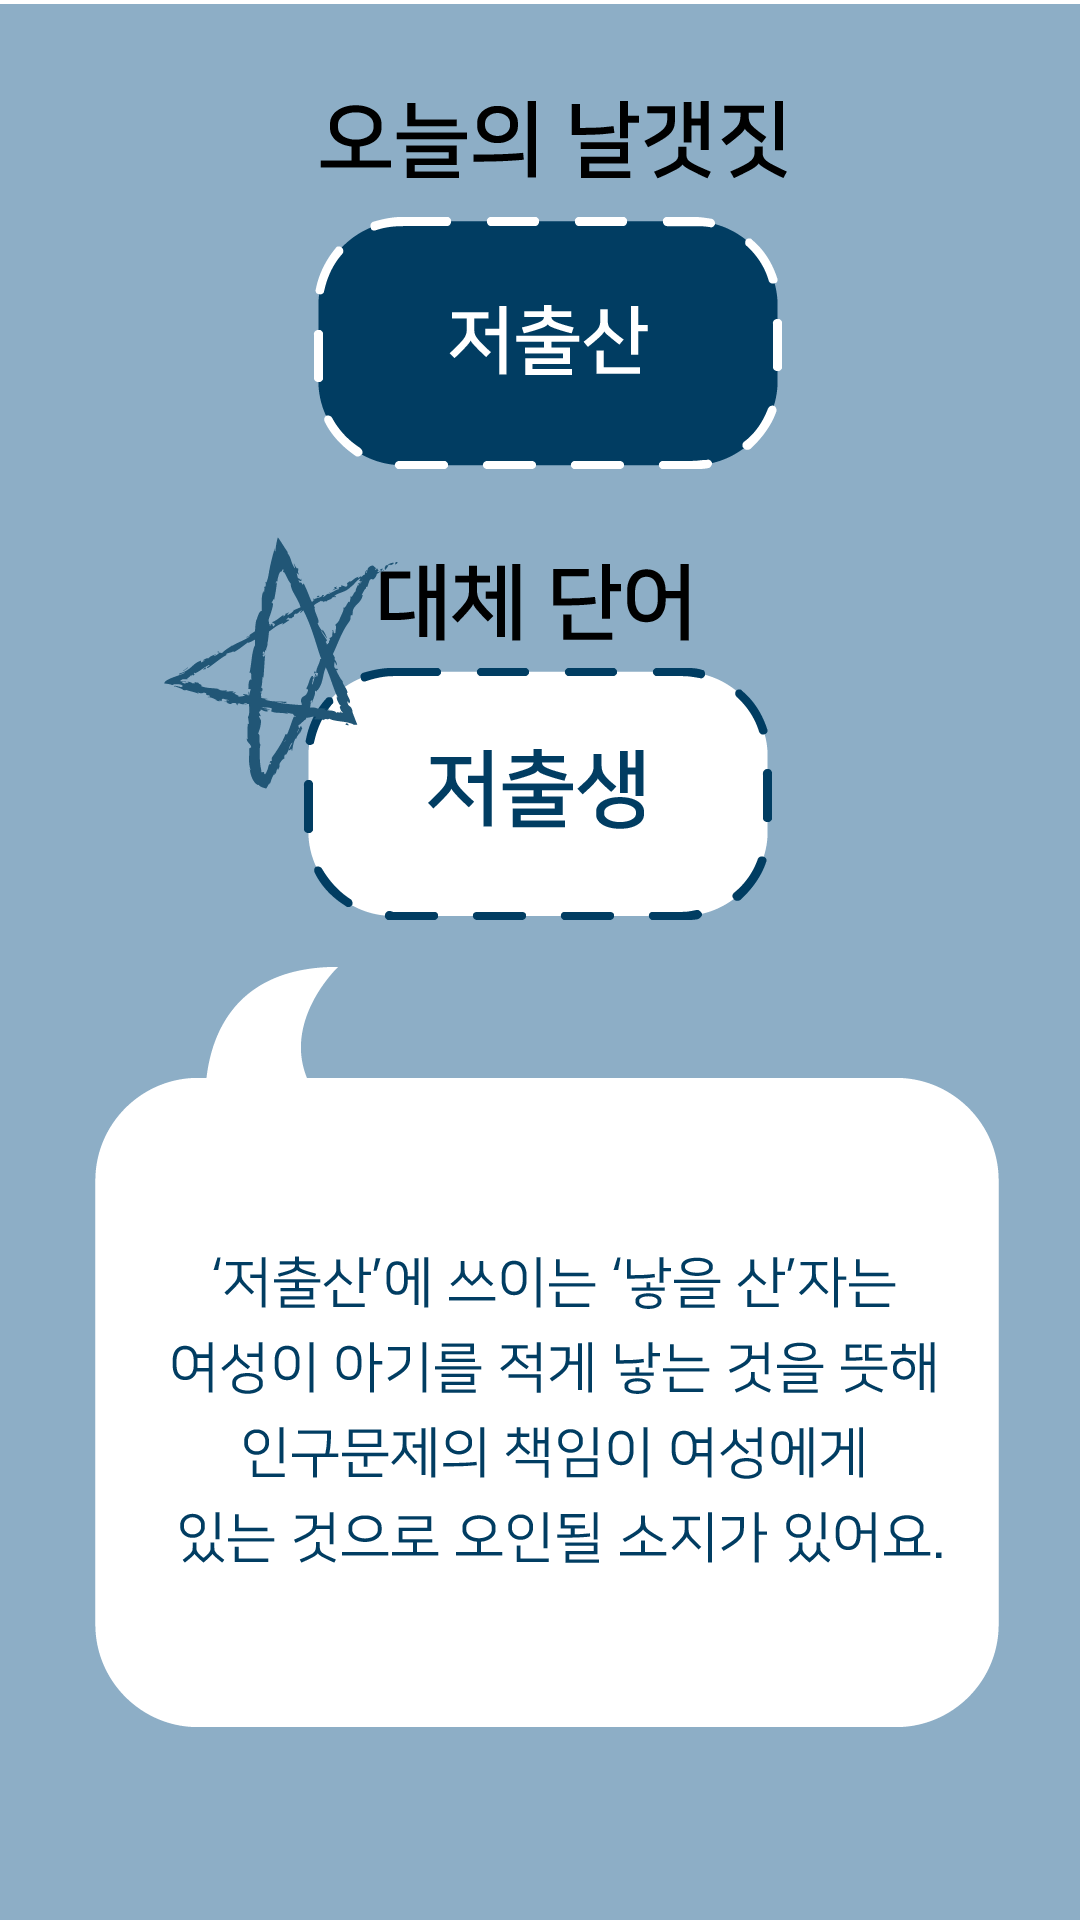 오늘의 날갯짓
저출산
대체 단어
저출생
‘저출산’에 쓰이는 ‘낳을 산’자는
여성이 아기를 적게 낳는 것을 뜻해
인구문제의 책임이 여성에게
있는 것으로 오인될 소지가 있어요.